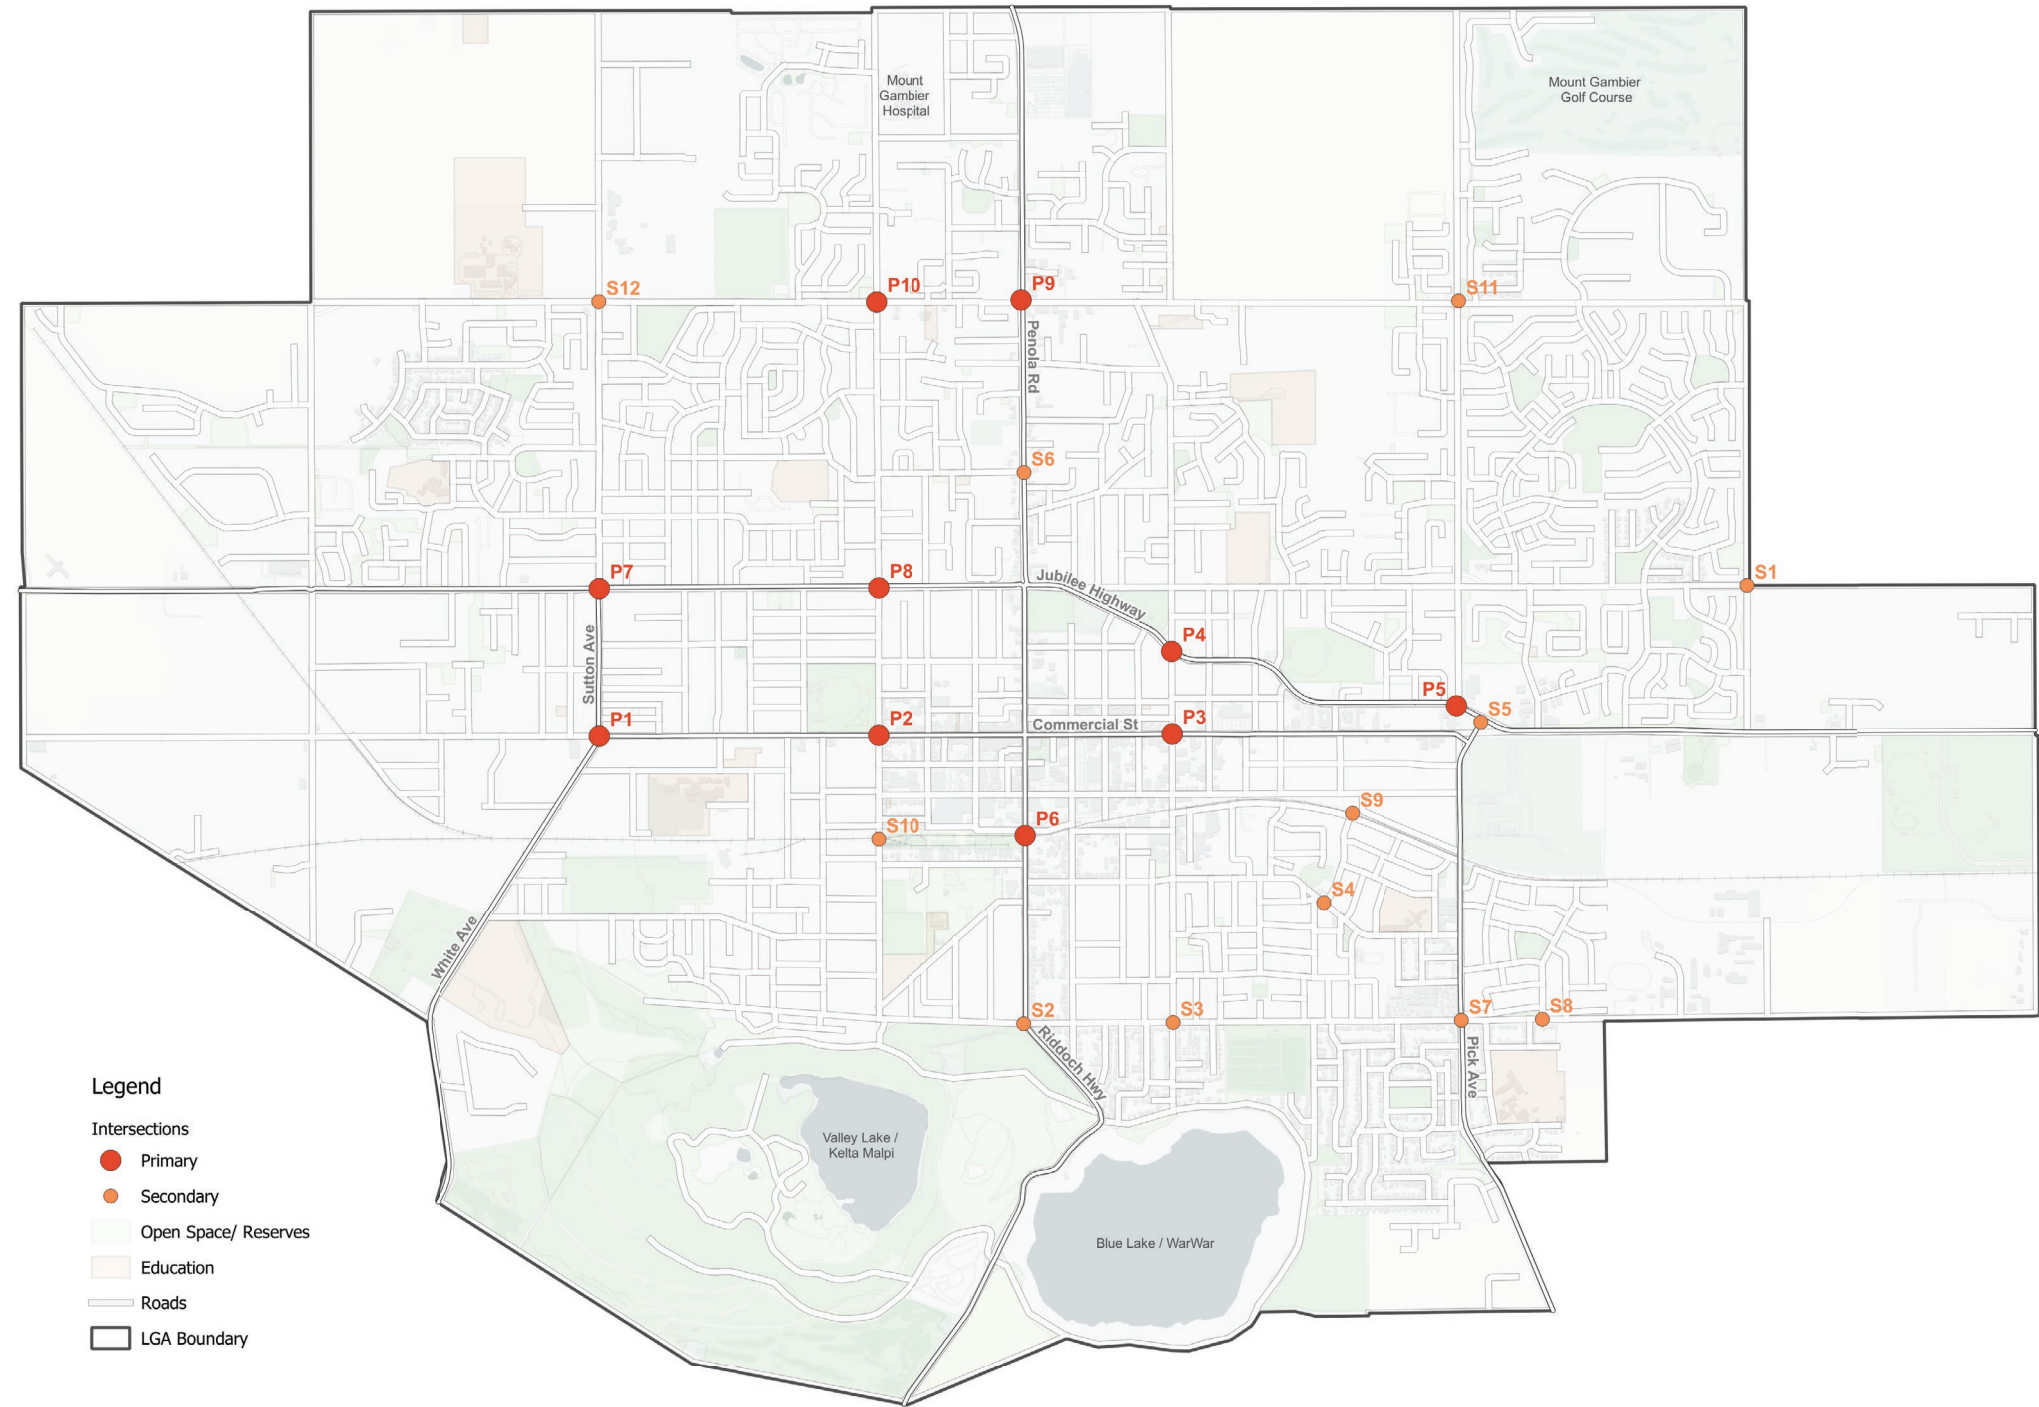 Mount
Gambier
Hospital
Mount Gambier
Golf Course
S12
P10
P9
S11
Penola Rd
S6
P7
P8
Jubilee Highway
S1
Sutton Ave
P4
P5
S5
P1
P2
Commercial St
P3
S10
P6
S9
S4
White Ave
S2
S3
S7
S8
Riddoch Hwy
Pick Ave
Valley Lake /
Kelta Malpi
Blue Lake / WarWar
Legend
Intersections
Primary
Secondary
Open Space/ Reserves
Education
Roads
LGA Boundary